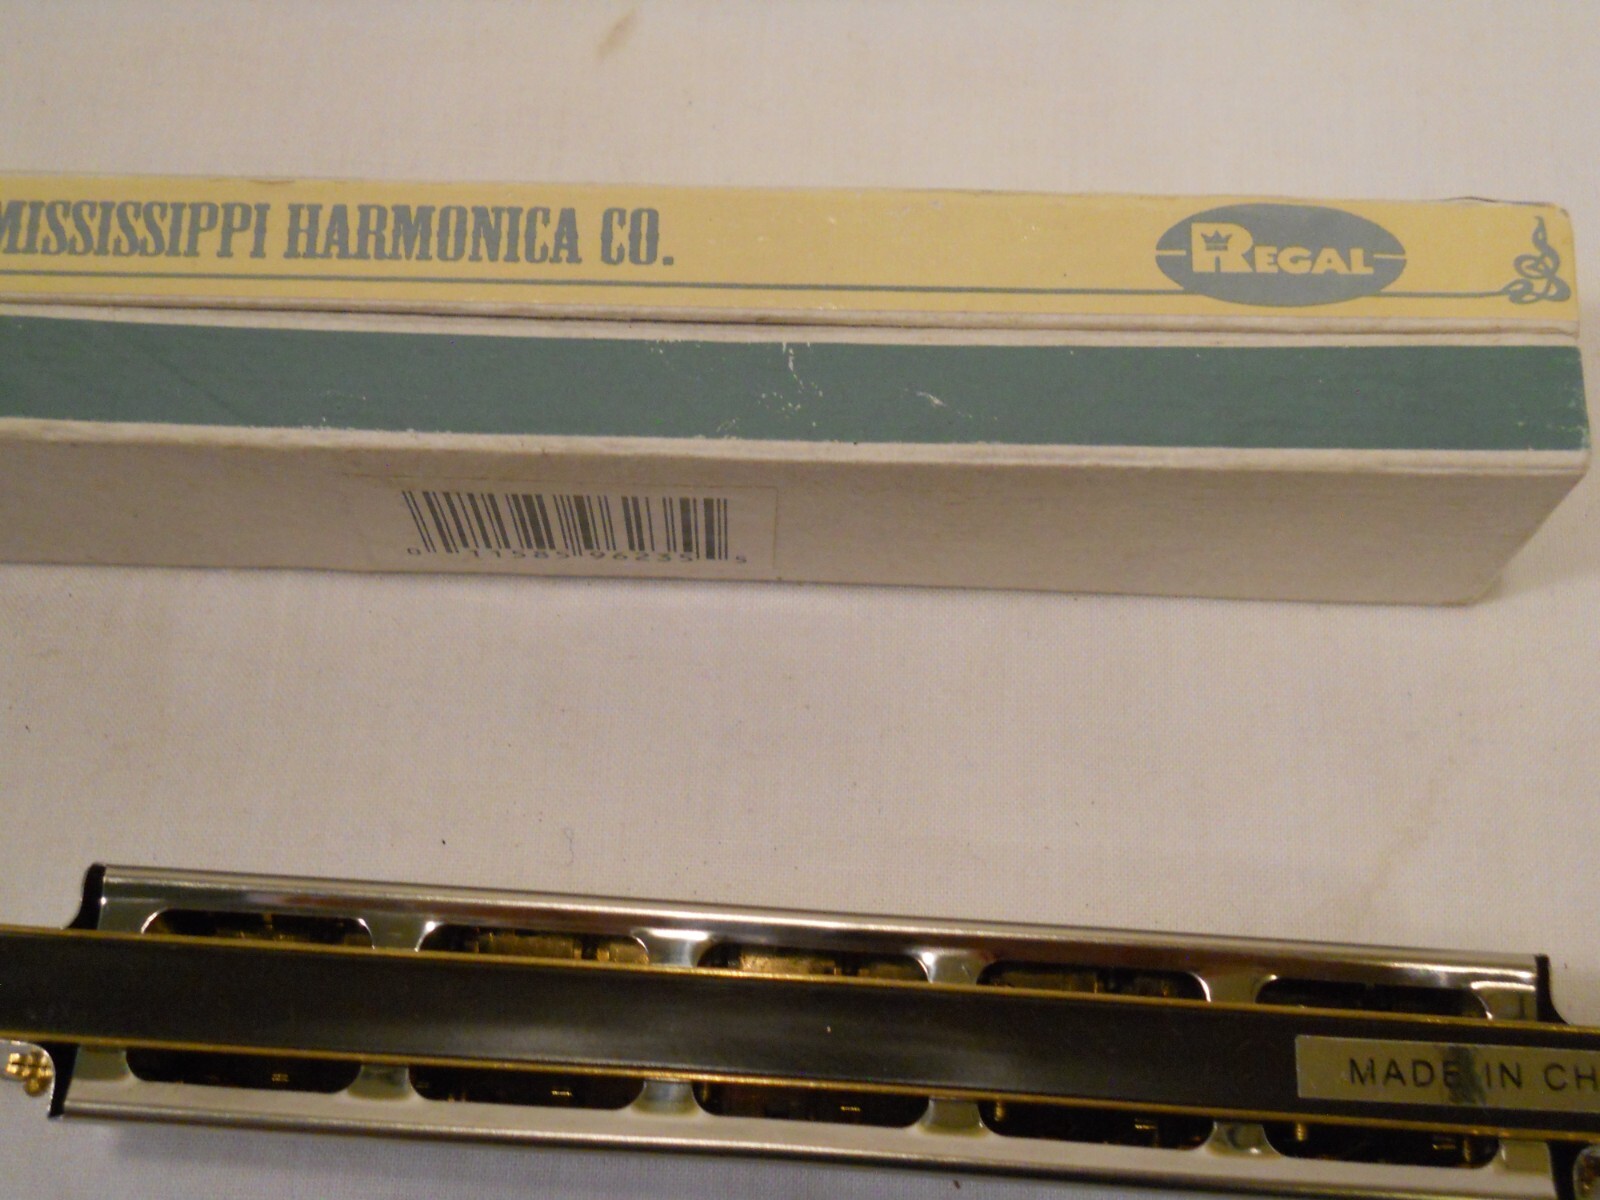 MISSISSIPPI HARMONICA CO.
REGAL
0 11585 96235 5
MADE IN CH